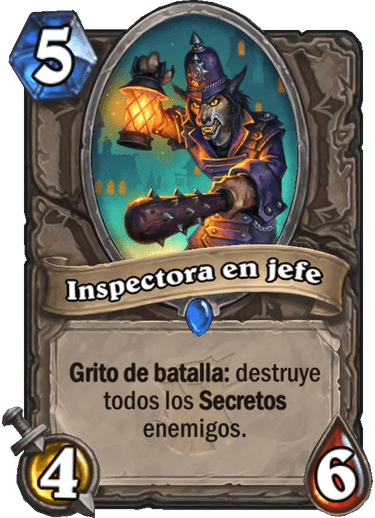 5
Inspectora en jefe
Grito de batalla: destruye
todos los Secretos
enemigos.
4
6